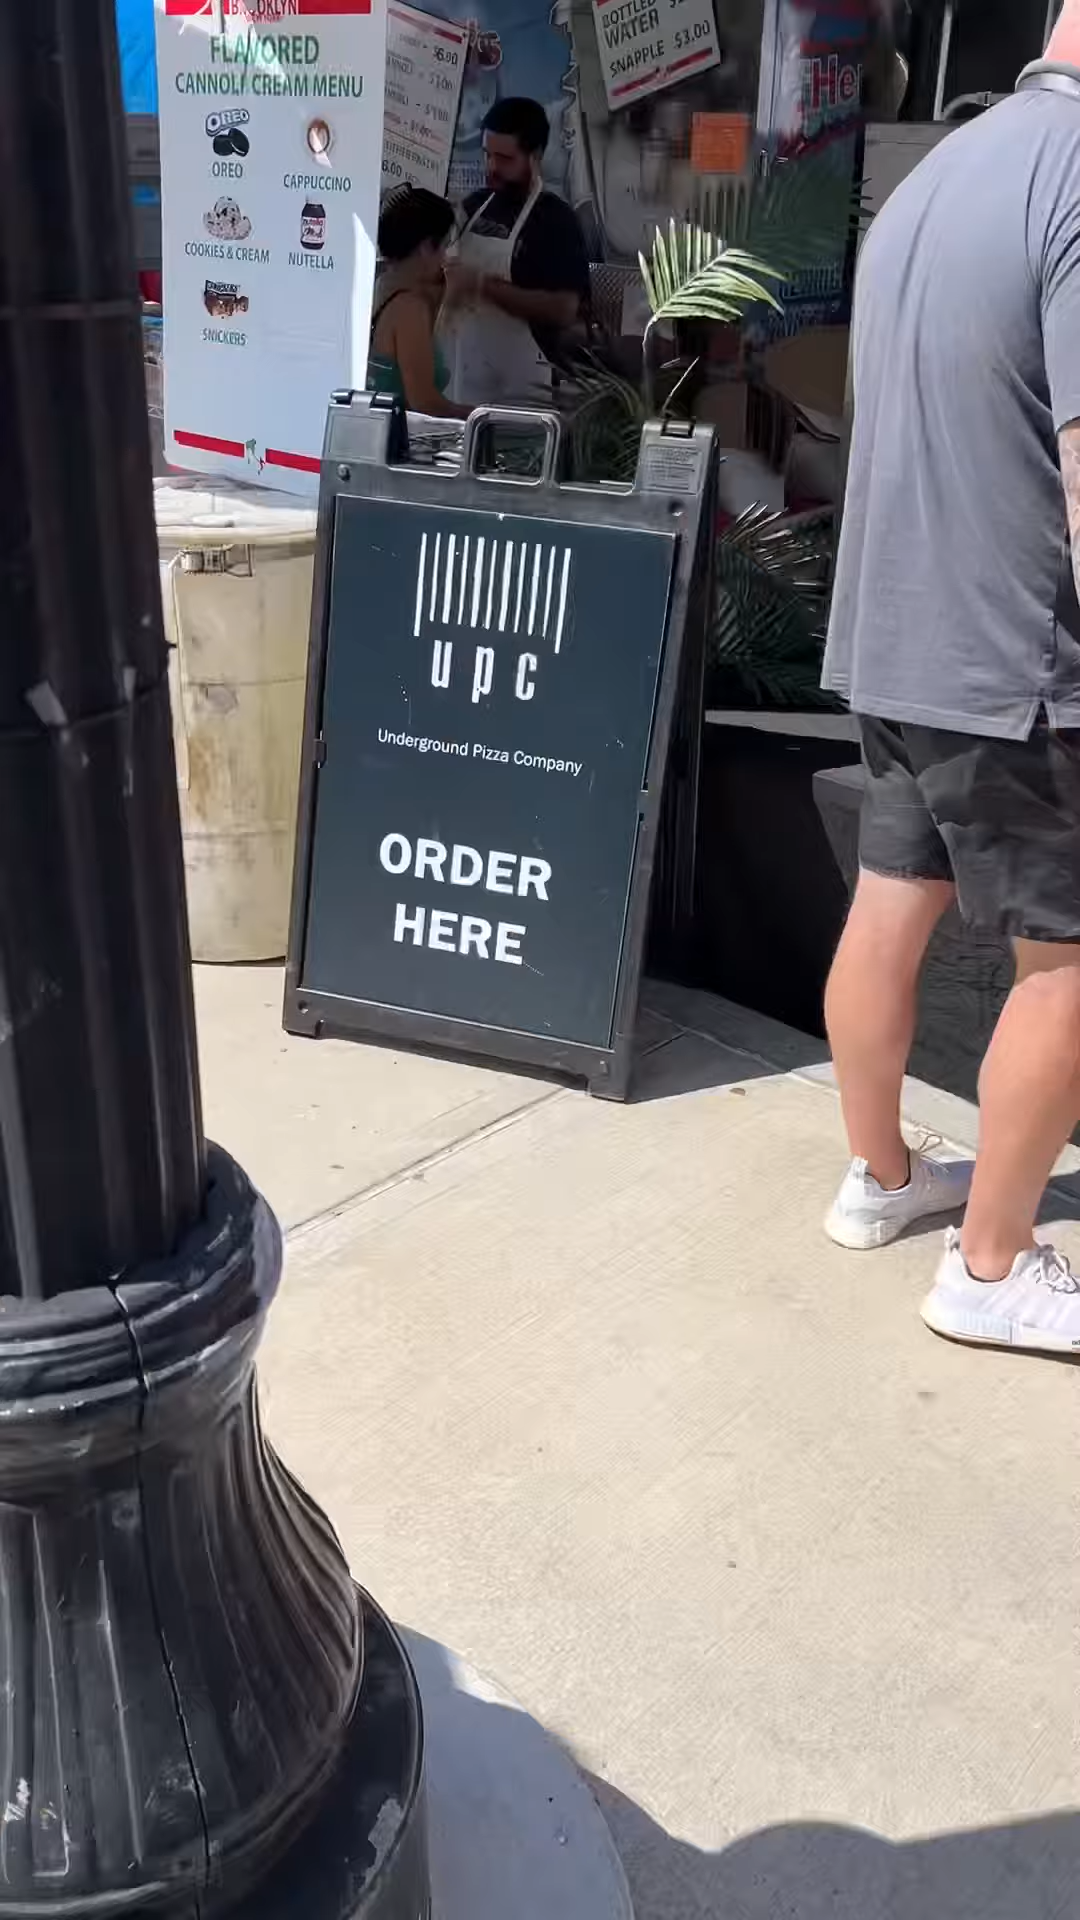 BROOKLYN
FLAVORED
CANNOLI CREAM MENU
OREO
OREO
CAPPUCCINO
COOKIES & CREAM
nutella
NUTELLA
SNICKERS
$6.00
BOTTLED
WATER
SNAPPLE $3.00
upc
Underground Pizza Company
ORDER
HERE